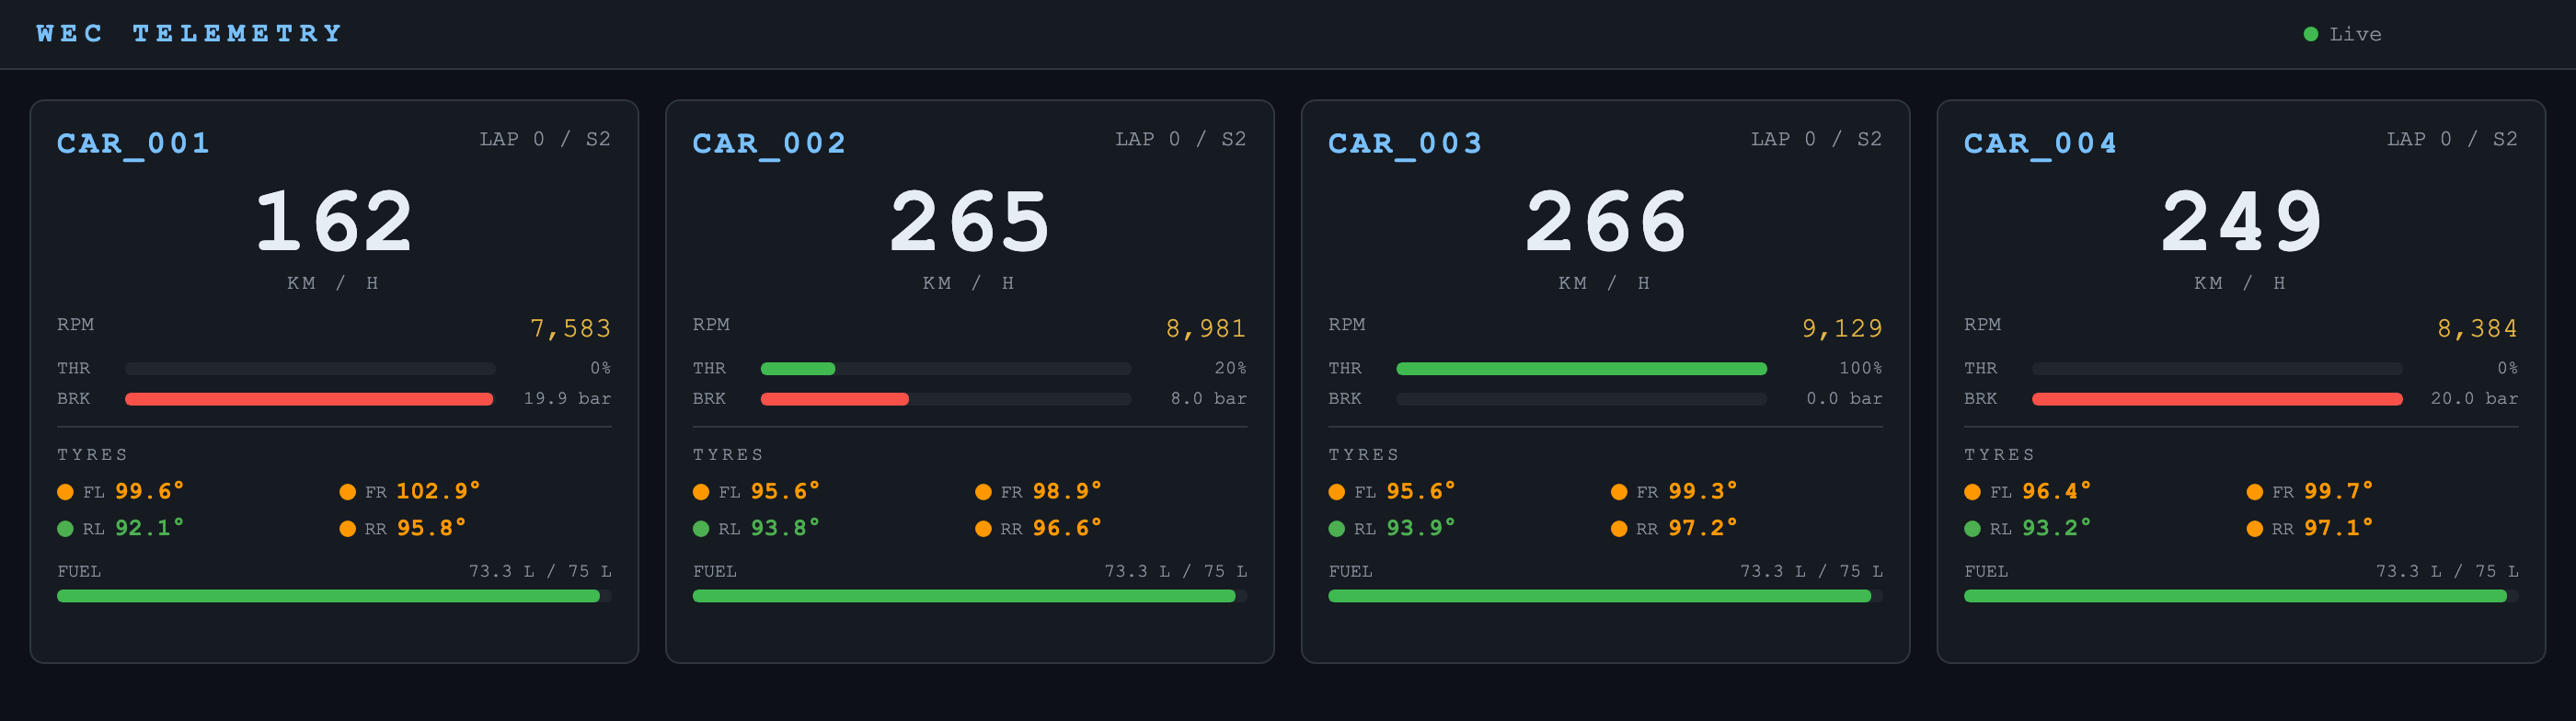 WEC TELEMETRY
Live
CAR_001 LAP 0 / S2
162
KM / H
RPM 7,583
THR 0%
BRK 19.9 bar
TYRES
FL 99.6° FR 102.9°
RL 92.1° RR 95.8°
FUEL 73.3 L / 75 L
CAR_002 LAP 0 / S2
265
KM / H
RPM 8,981
THR 20%
BRK 8.0 bar
TYRES
FL 95.6° FR 98.9°
RL 93.8° RR 96.6°
FUEL 73.3 L / 75 L
CAR_003 LAP 0 / S2
266
KM / H
RPM 9,129
THR 100%
BRK 0.0 bar
TYRES
FL 95.6° FR 99.3°
RL 93.9° RR 97.2°
FUEL 73.3 L / 75 L
CAR_004 LAP 0 / S2
249
KM / H
RPM 8,384
THR 0%
BRK 20.0 bar
TYRES
FL 96.4° FR 99.7°
RL 93.2° RR 97.1°
FUEL 73.3 L / 75 L